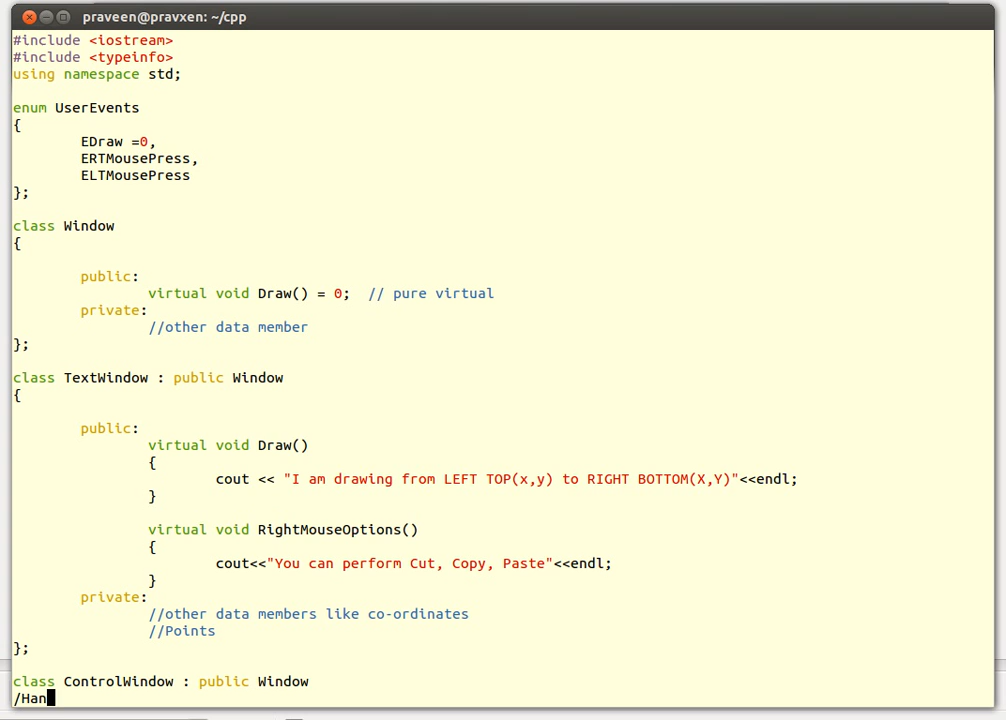 praveen@pravxen: ~/cpp
#include <iostream>
#include <typeinfo>
using namespace std;
enum UserEvents
{
EDraw =0,
ERTMousePress,
ELTMousePress
};
class Window
{
public:
virtual void Draw() = 0;  // pure virtual
private:
//other data member
};
class TextWindow : public Window
{
public:
virtual void Draw()
{
cout << "I am drawing from LEFT TOP(x,y) to RIGHT BOTTOM(X,Y)"<<endl;
}
virtual void RightMouseOptions()
{
cout<<"You can perform Cut, Copy, Paste"<<endl;
}
private:
//other data members like co-ordinates
//Points
};
class ControlWindow : public Window
/Han